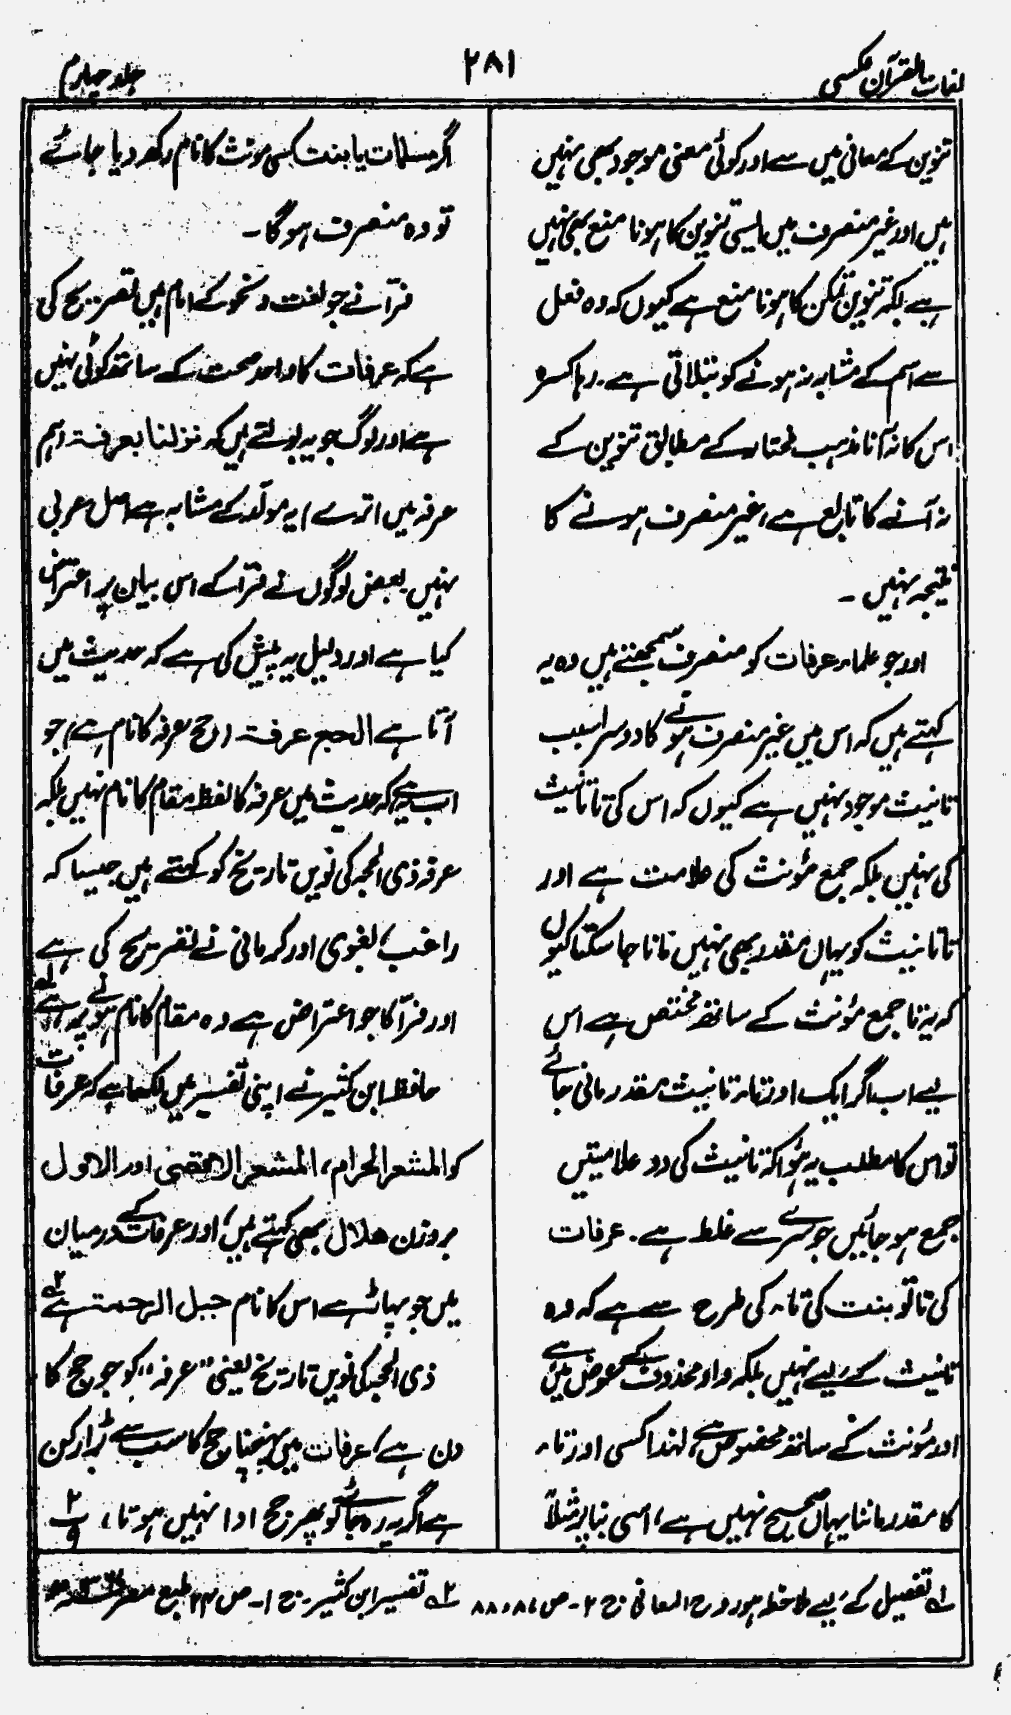 لغات القرآن عکسی
۲۸۱
جلد چہارم
تنوین کے معانی میں سے اور کوئی معنی موجود بھی نہیں
ہیں اور غیر منصرف میں ایسی تنوین کا ہونا منع بھی نہیں
ہے بلکہ تنوین تمکن کا ہونا منع ہے کیوں کہ وہ فعل
سے اسم کے مشابہ نہ ہونے کو بتلاتی ہے۔ رہا کسرہ
اس کا نہ آنا مذہب مختار کے مطابق تنوین کے
نہ آنے کا تابع ہے، غیر منصرف ہونے کا
نتیجہ نہیں ۔
اور جو علماء عرفات کو منصرف سمجھتے ہیں وہ یہ
کہتے ہیں کہ اس میں غیر منصرف ہونے کا دوسرا سبب
تانیث موجود نہیں ہے کیوں کہ اس کی تا تانیث
کی نہیں بلکہ جمع مؤنث کی علامت ہے اور
تا تانیث کو یہاں مقدر بھی نہیں مانا جا سکتا کیوں
کہ یہ تا جمع مؤنث کے ساتھ مختص ہے اس
لیے اب اگر ایک اور تاء تانیث مقدر مانی جائے
تو اس کا مطلب یہ ہوا کہ تانیث کی دو علامتیں
جمع ہو جائیں جو سرے سے غلط ہے۔ عرفات
کی تا تو بنت کی تاء کی طرح سے ہے کہ وہ
تانیث کے لیے نہیں بلکہ واو محذوف کے عوض میں ہے
اور مؤنث کے ساتھ مخصوص ہے، لہٰذا کسی اور تاء
کا مقدر ماننا یہاں صحیح نہیں ہے، اسی بنا پر مثلاً
اگر مسلمات یا بنت کسی مونث کا نام رکھ دیا جائے
تو وہ منصرف ہوگا ۔
فرّا نے جو لغت و نحو کے امام ہیں تصریح کی
ہے کہ عرفات کا واحد صحت کے ساتھ کوئی نہیں
ہے اور لوگ جو یہ بولتے ہیں کہ نزلنا بعرفۃ (ہم
عرفہ میں اترے) یہ مولّد کے مشابہ ہے اصل عربی
نہیں بعض لوگوں نے فرّا کے اس بیان پر اعتراض
کیا ہے اور دلیل یہ پیش کی ہے کہ حدیث میں
آتا ہے الحج عرفۃ (حج عرفہ کا نام ہے) جو
اب یہ ہے کہ حدیث میں عرفہ کا لفظ مقام کا نام نہیں بلکہ
عرفہ ذی الحجہ کی نویں تاریخ کو کہتے ہیں جیسا کہ
راغب، بغوی اور کرمانی نے تصریح کی ہے
اور فرّا کا جو اعتراض ہے وہ مقام کا نام ہونے پر ہے لہ
حافظ ابن کثیر نے اپنی تفسیر میں لکھا ہے کہ عرفات
کو المشعر الحرام، المشعر الاقصٰی اور الال
بروزن ھلال بھی کہتے ہیں، اور عرفات کے درمیان
میں جو پہاڑ ہے اس کا نام جبل الرحمۃ ہے ۲ہ
ذی الحجہ کی نویں تاریخ یعنی "عرفہ" کو جو حج کا
دن ہے، عرفات میں پہنچنا حج کا سب سے بڑا رکن
ہے اگر یہ رہ جائے تو پھر حج ادا نہیں ہوتا، ۲ پ ۹
لہ تفصیل کے لیے ملاحظہ ہو روح المعانی ج ۲۔ ص ۸۷، ۸۸
۲ہ تفسیر ابن کثیر۔ ج ۱۔ ص ۲۴ طبع مصر